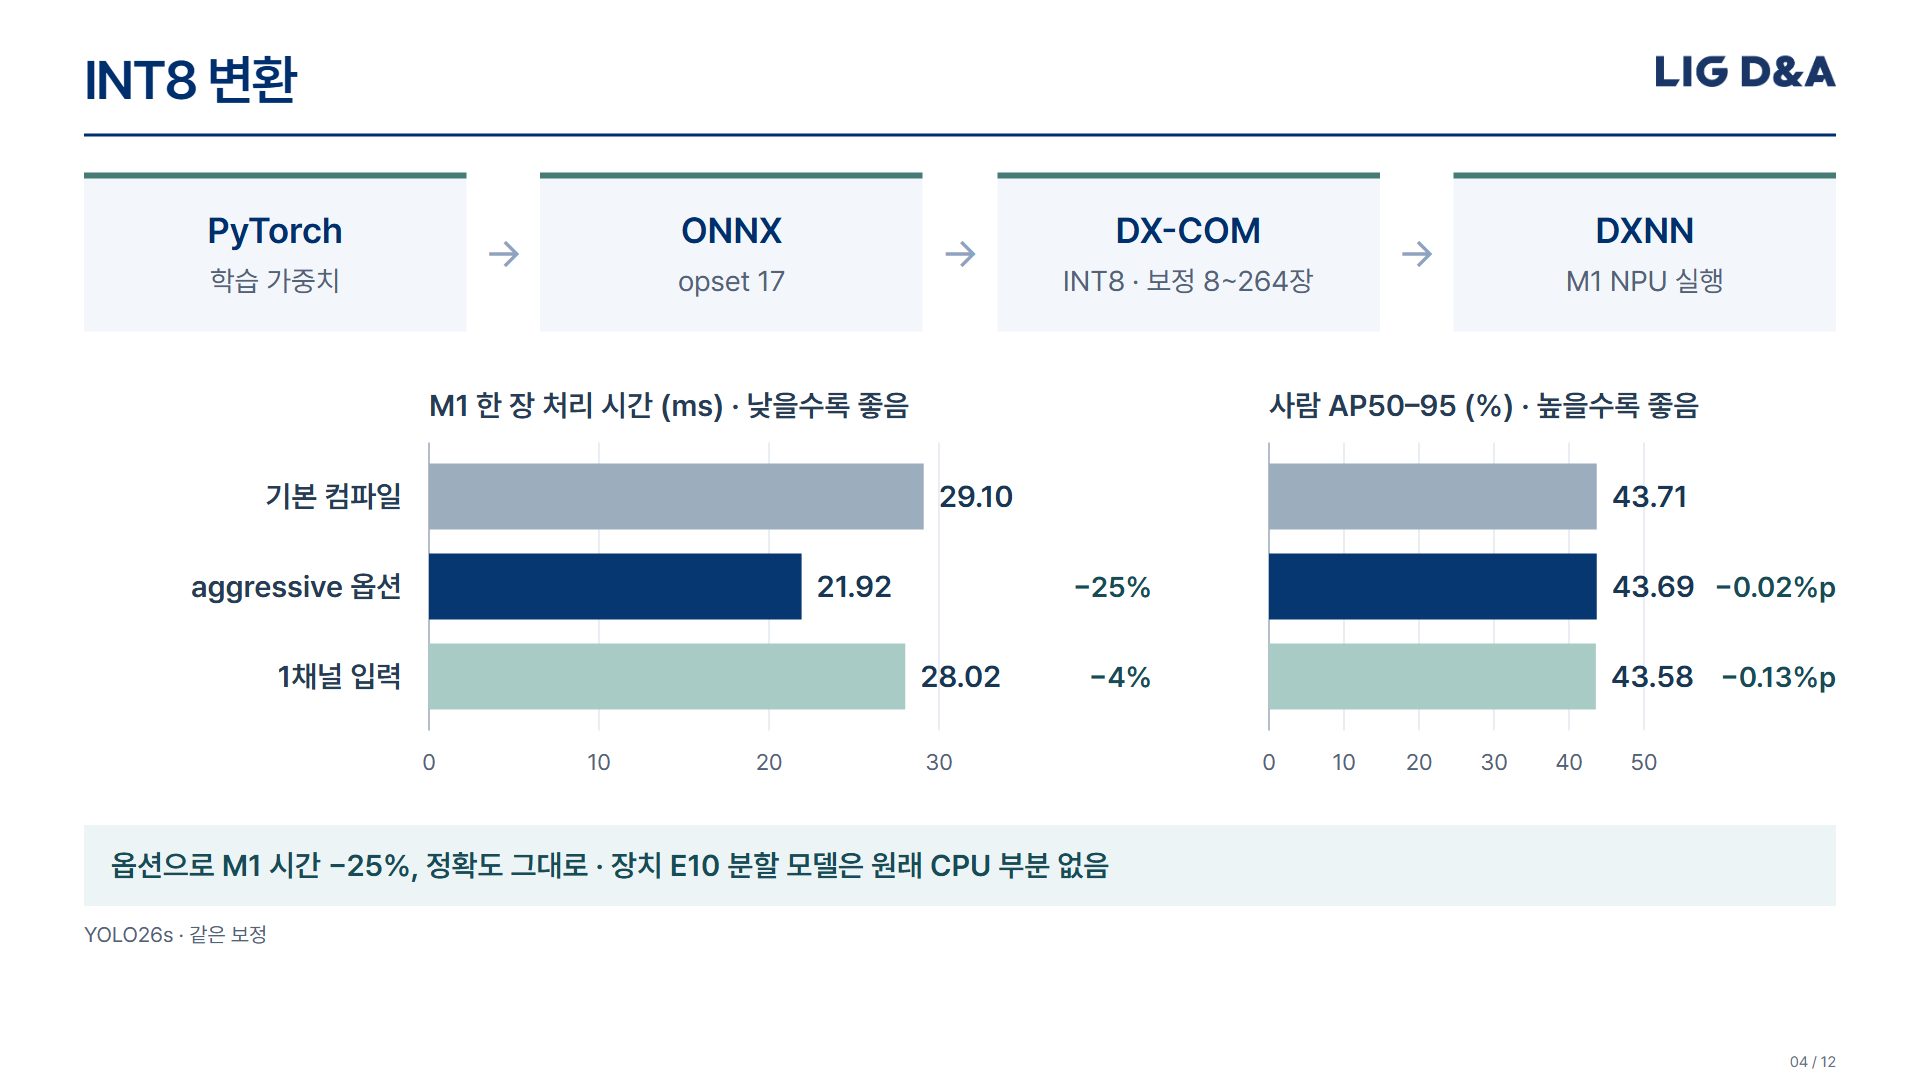 INT8 변환
LIG D&A
PyTorch
学습 가중치
→
ONNX
opset 17
→
DX-COM
INT8 · 보정 8~264장
→
DXNN
M1 NPU 실행
M1 한 장 처리 시간 (ms) · 낮을수록 좋음
기본 컴파일 29.10
aggressive 옵션 21.92 −25%
1채널 입력 28.02 −4%
0 10 20 30
사람 AP50–95 (%) · 높을수록 좋음
43.71
43.69 −0.02%p
43.58 −0.13%p
0 10 20 30 40 50
옵션으로 M1 시간 −25%, 정확도 그대로 · 장치 E10 분할 모델은 원래 CPU 부분 없음
YOLO26s · 같은 보정
04 / 12